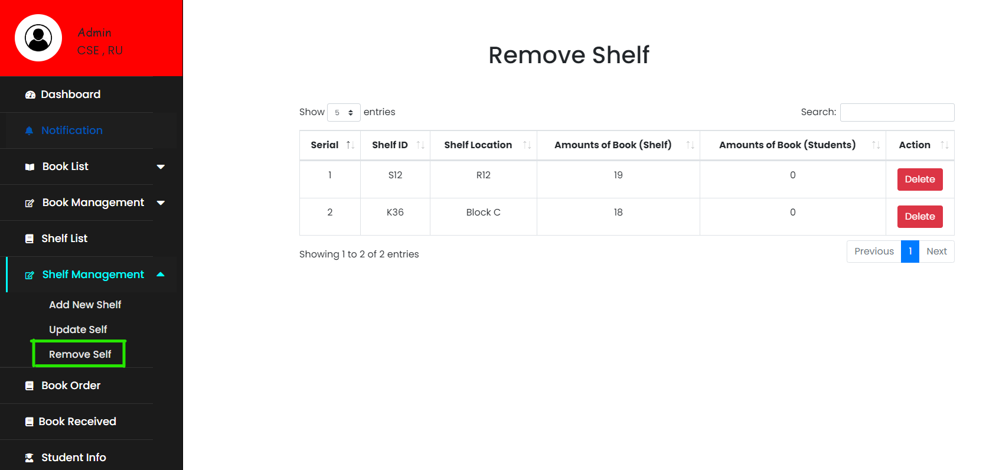 Admin
CSE , RU
Dashboard
Notification
Book List
Book Management
Shelf List
Shelf Management
Add New Shelf
Update Self
Remove Self
Book Order
Book Received
Student Info
Remove Shelf
Show 5 entries
Search:
Serial Shelf ID Shelf Location Amounts of Book (Shelf) Amounts of Book (Students) Action
1 S12 R12 19 0 Delete
2 K36 Block C 18 0 Delete
Showing 1 to 2 of 2 entries
Previous 1 Next